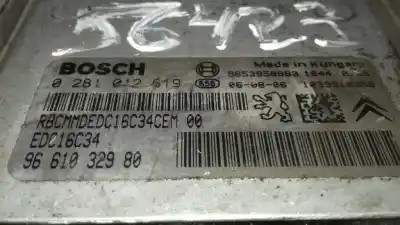 56423
BOSCH
Made in Hungary
0 281 012 619
9653958980
06-08-06
RBCMMDEDC16C34CEM 00
EDC16C34
96 610 329 80